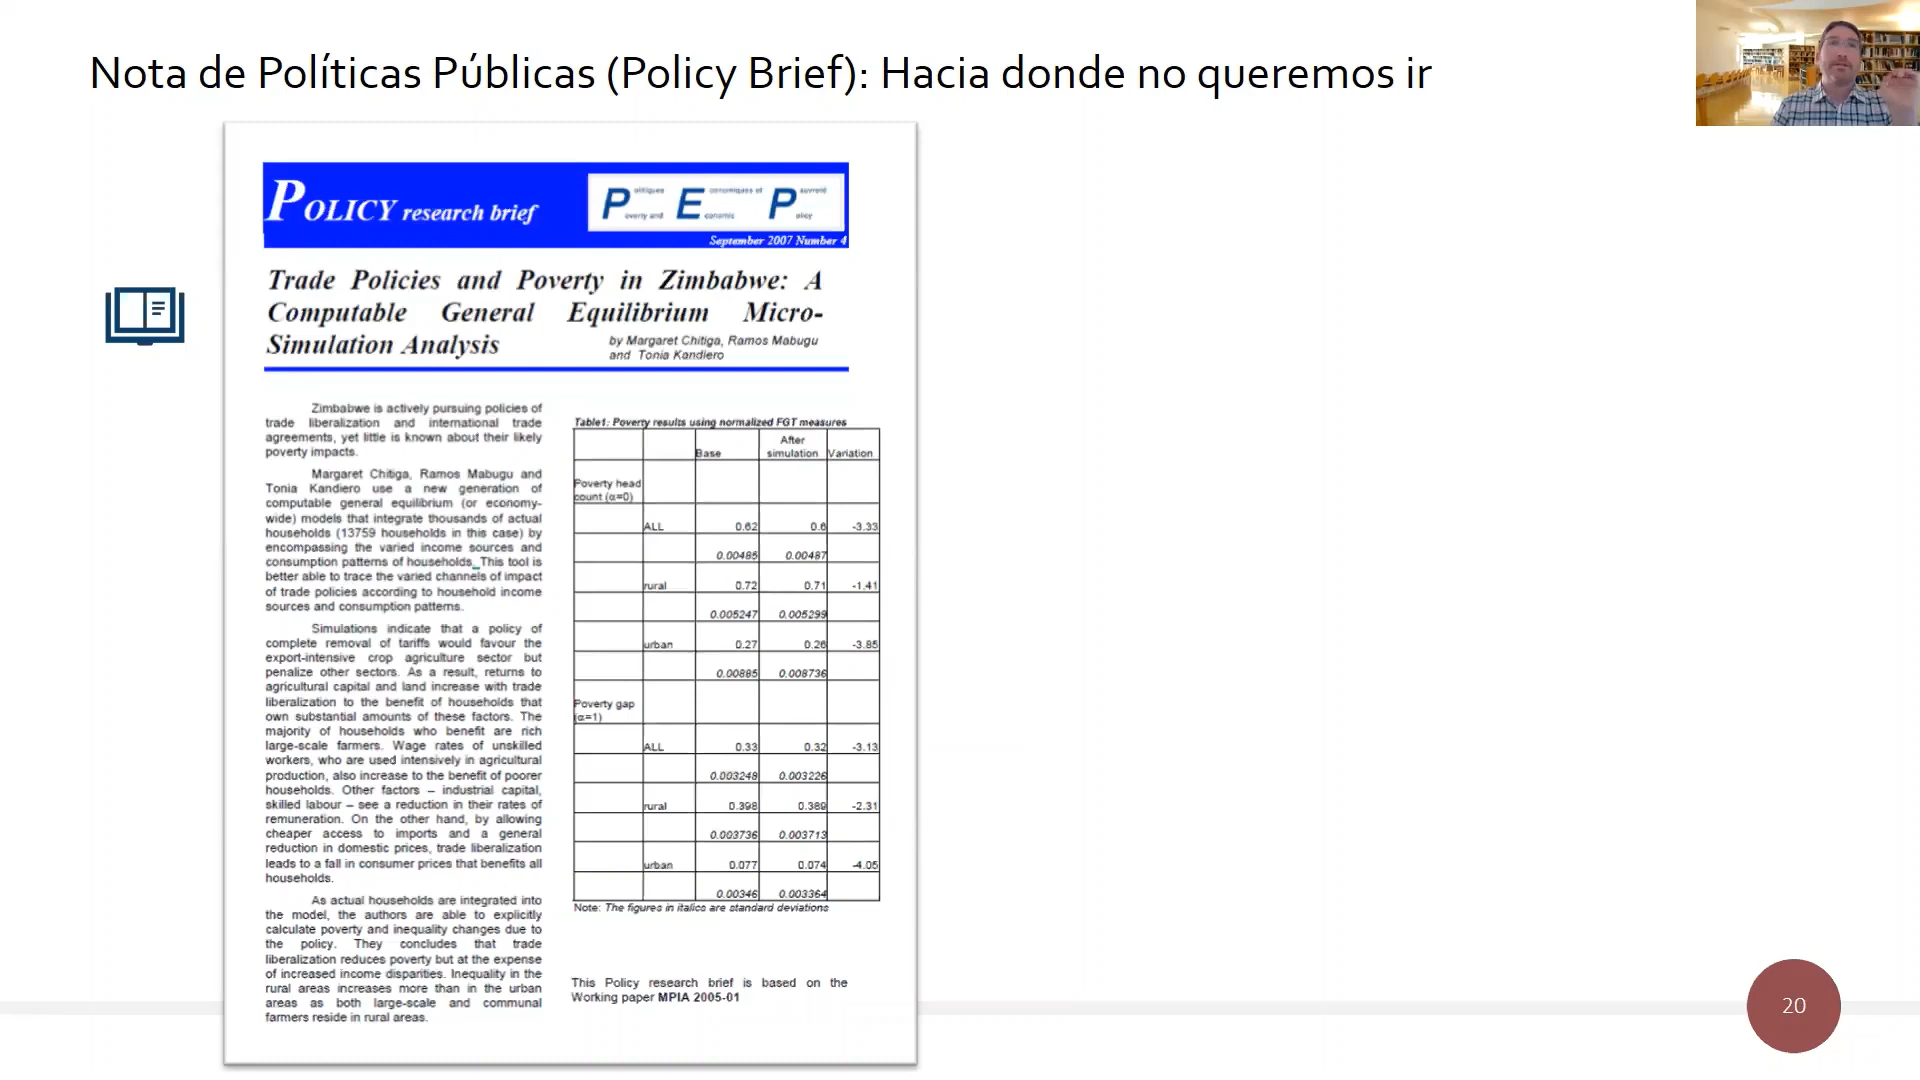 Nota de Políticas Públicas (Policy Brief): Hacia donde no queremos ir
POLICY research brief
Politiques Economiques et Pauvreté
Poverty and Economic Policy
September 2007 Number 4
Trade Policies and Poverty in Zimbabwe: A
Computable General Equilibrium Micro-
Simulation Analysis
by Margaret Chitiga, Ramos Mabugu
and Tonia Kandiero
Zimbabwe is actively pursuing policies of
trade liberalization and international trade
agreements, yet little is known about their likely
poverty impacts.
Margaret Chitiga, Ramos Mabugu and
Tonia Kandiero use a new generation of
computable general equilibrium (or economy-
wide) models that integrate thousands of actual
households (13759 households in this case) by
encompassing the varied income sources and
consumption patterns of households. This tool is
better able to trace the varied channels of impact
of trade policies according to household income
sources and consumption patterns.
Simulations indicate that a policy of
complete removal of tariffs would favour the
export-intensive crop agriculture sector but
penalize other sectors. As a result, returns to
agricultural capital and land increase with trade
liberalization to the benefit of households that
own substantial amounts of these factors. The
majority of households who benefit are rich
large-scale farmers. Wage rates of unskilled
workers, who are used intensively in agricultural
production, also increase to the benefit of poorer
households. Other factors – industrial capital,
skilled labour – see a reduction in their rates of
remuneration. On the other hand, by allowing
cheaper access to imports and a general
reduction in domestic prices, trade liberalization
leads to a fall in consumer prices that benefits all
households.
As actual households are integrated into
the model, the authors are able to explicitly
calculate poverty and inequality changes due to
the policy. They concludes that trade
liberalization reduces poverty but at the expense
of increased income disparities. Inequality in the
rural areas increases more than in the urban
areas as both large-scale and communal
farmers reside in rural areas.
Table1: Poverty results using normalized FGT measures
Base After simulation Variation
Poverty head
count (α=0)
ALL 0.62 0.6 -3.33
0.00485 0.00487
rural 0.72 0.71 -1.41
0.005247 0.005299
urban 0.27 0.26 -3.85
0.00885 0.008736
Poverty gap
(α=1)
ALL 0.33 0.32 -3.13
0.003248 0.003226
rural 0.398 0.389 -2.31
0.003736 0.003713
urban 0.077 0.074 -4.05
0.00346 0.003364
Note: The figures in italics are standard deviations
This Policy research brief is based on the
Working paper MPIA 2005-01
20